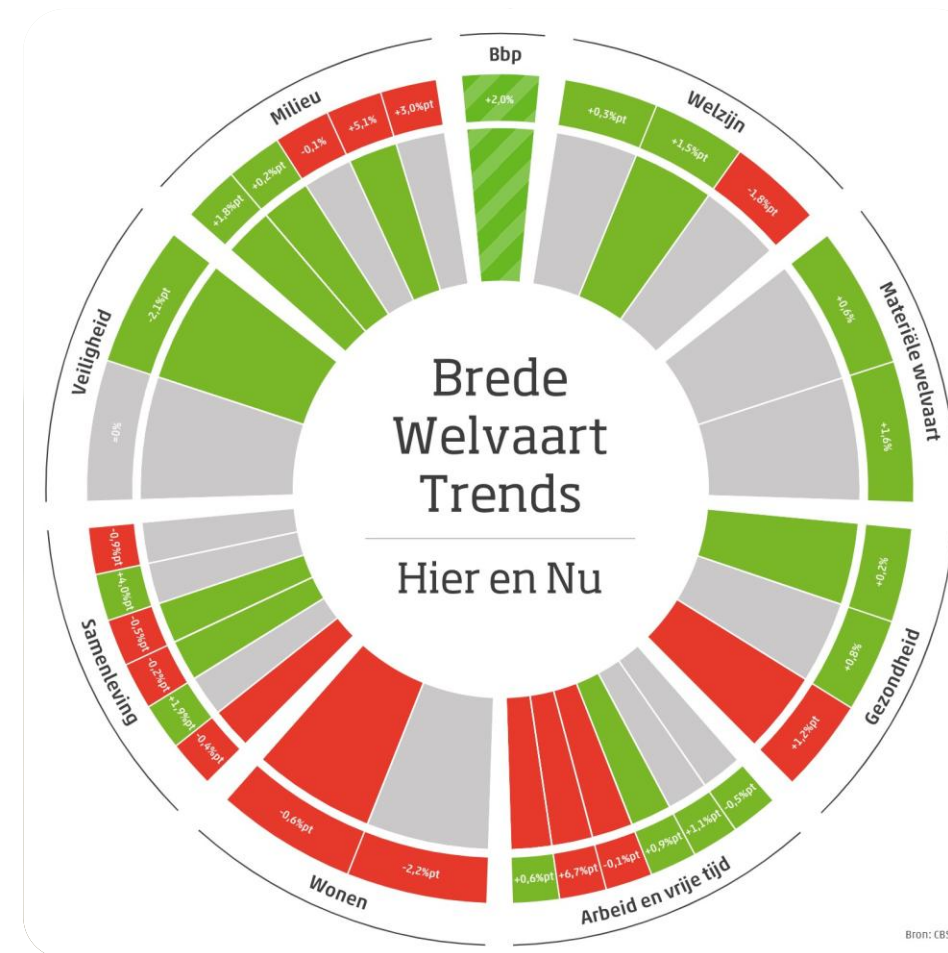 Bbp
+2,0%
Welzijn
+0,3%pt
+1,5%pt
-1,8%pt
Materiële welvaart
+0,6%
+1,6%
Gezondheid
+0,2%
+0,8%
+1,2%pt
Arbeid en vrije tijd
-0,5%pt
+1,1%pt
+0,9%pt
-0,1%pt
+6,7%pt
+0,6%pt
Wonen
-2,2%pt
-0,6%pt
Samenleving
-0,4%pt
+1,9%pt
-0,2%pt
-0,5%pt
+4,0%pt
-0,9%pt
Veiligheid
=0%
-2,1%pt
Milieu
+1,8%pt
+0,2%pt
-0,1%
+5,1%
+3,0%pt
Brede
Welvaart
Trends
Hier en Nu
Bron: CBS